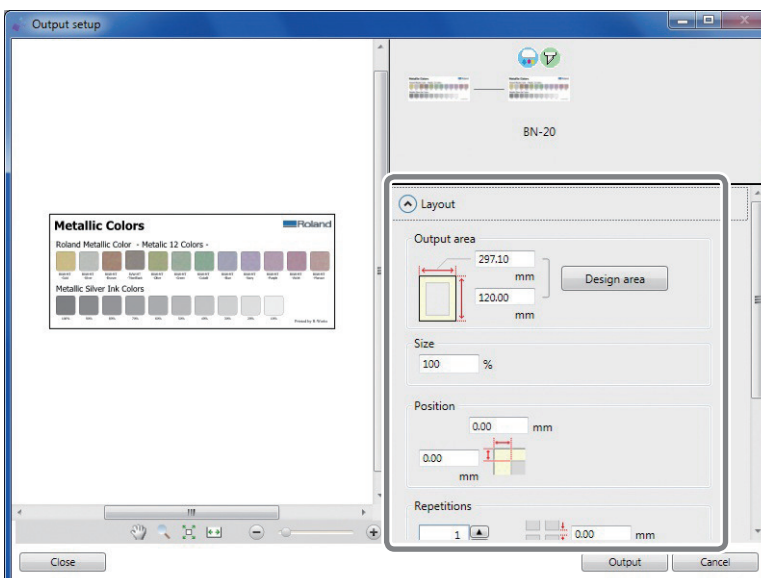 Output setup
BN-20
Metallic Colors
Roland
Roland Metallic Color - Metalic 12 Colors -
Metallic Silver Ink Colors
Layout
Output area
297.10
mm
Design area
120.00
mm
Size
100 %
Position
0.00 mm
0.00
mm
Repetitions
1 0.00 mm
Close
Output
Cancel